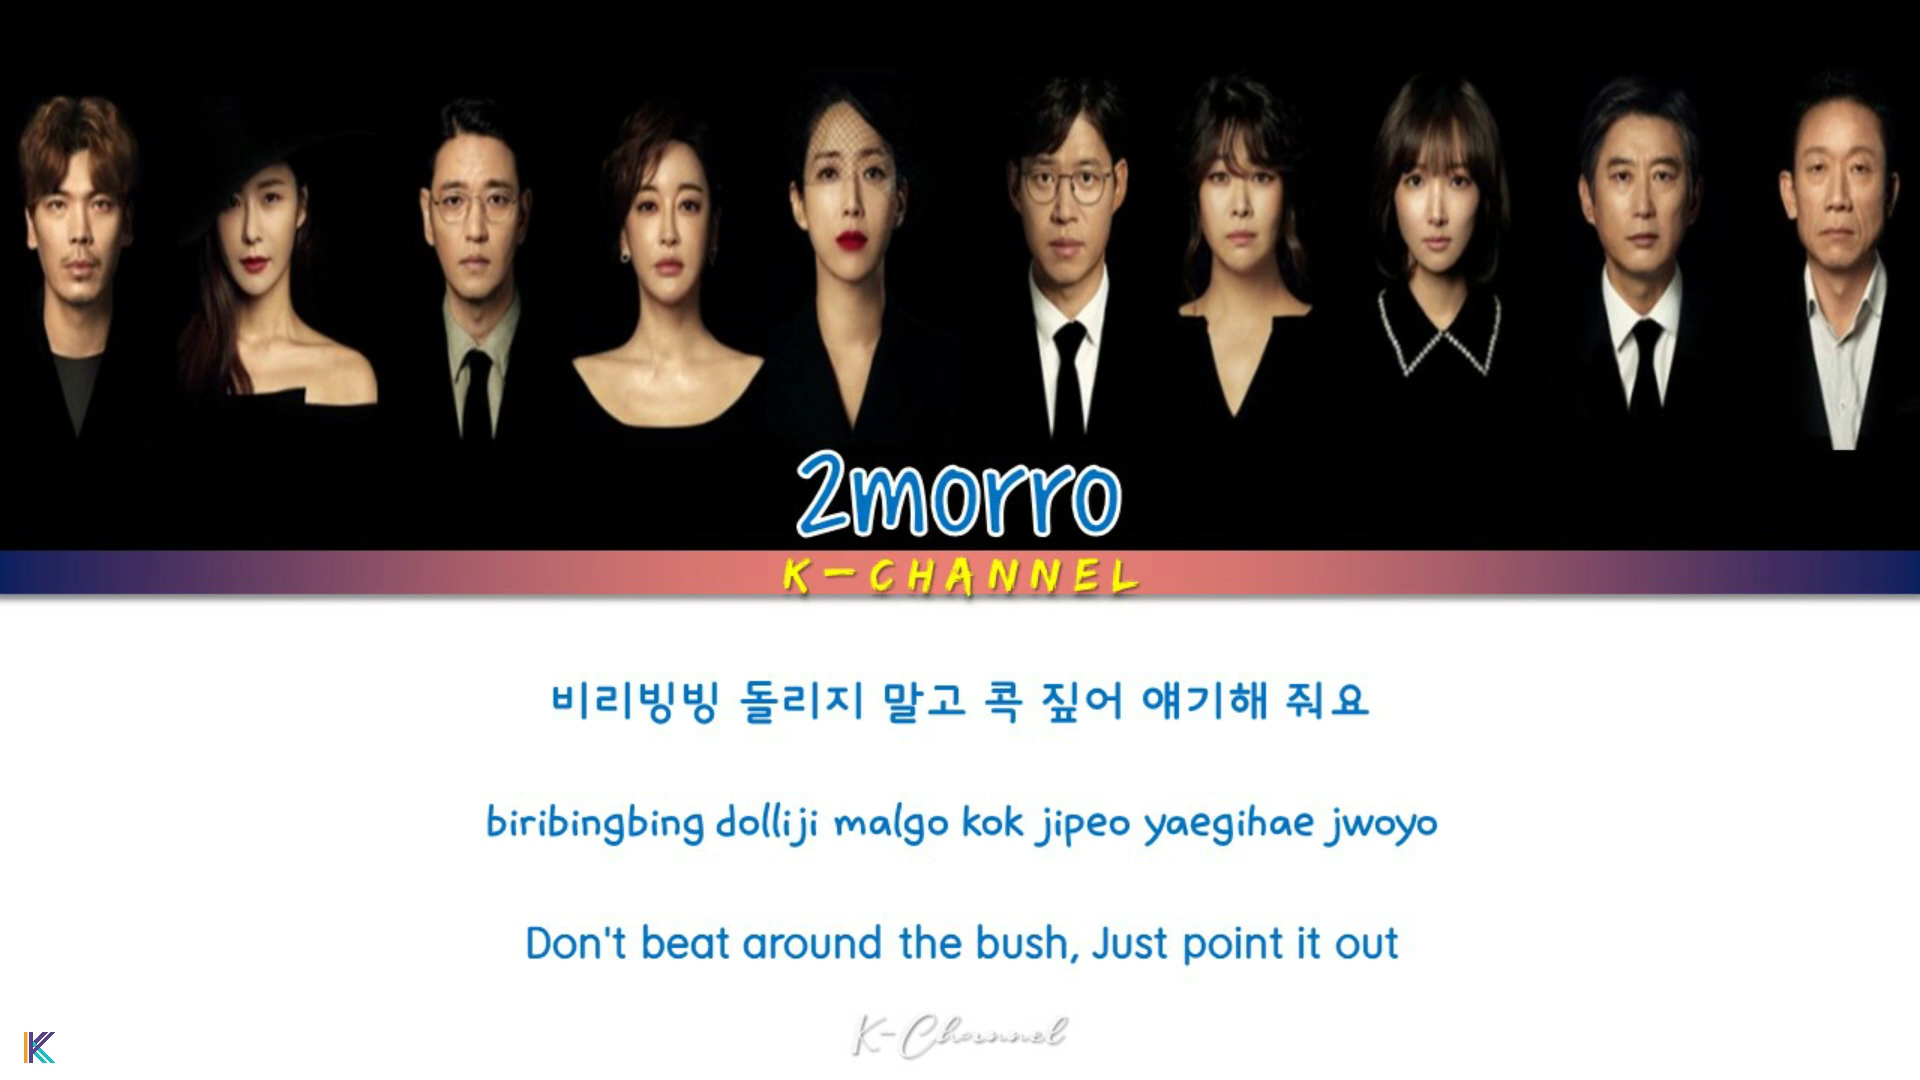 2morro
K-CHANNEL
비리빙빙 돌리지 말고 콕 짚어 얘기해 줘요
biribingbing dolliji malgo kok jipeo yaegihae jwoyo
Don't beat around the bush, Just point it out
K-Channel
K